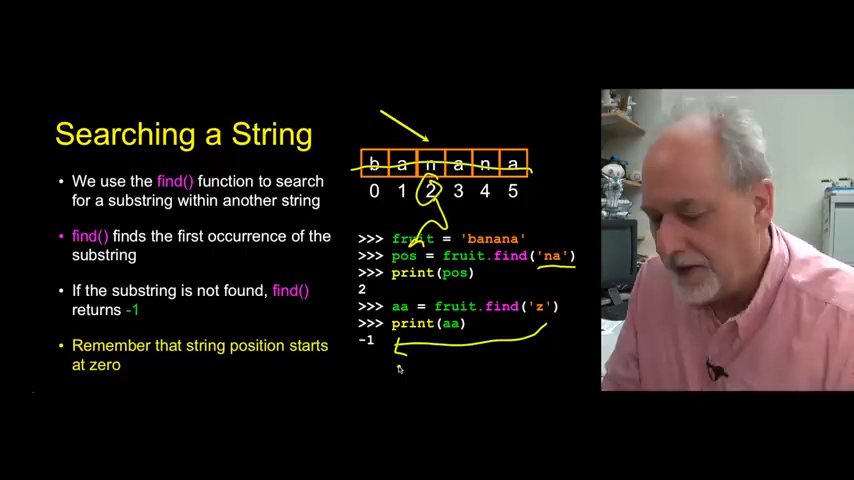 Searching a String
• We use the find() function to search
for a substring within another string
• find() finds the first occurrence of the
substring
• If the substring is not found, find()
returns -1
• Remember that string position starts
at zero
b a n a n a
0 1 2 3 4 5
>>> fruit = 'banana'
>>> pos = fruit.find('na')
>>> print(pos)
2
>>> aa = fruit.find('z')
>>> print(aa)
-1